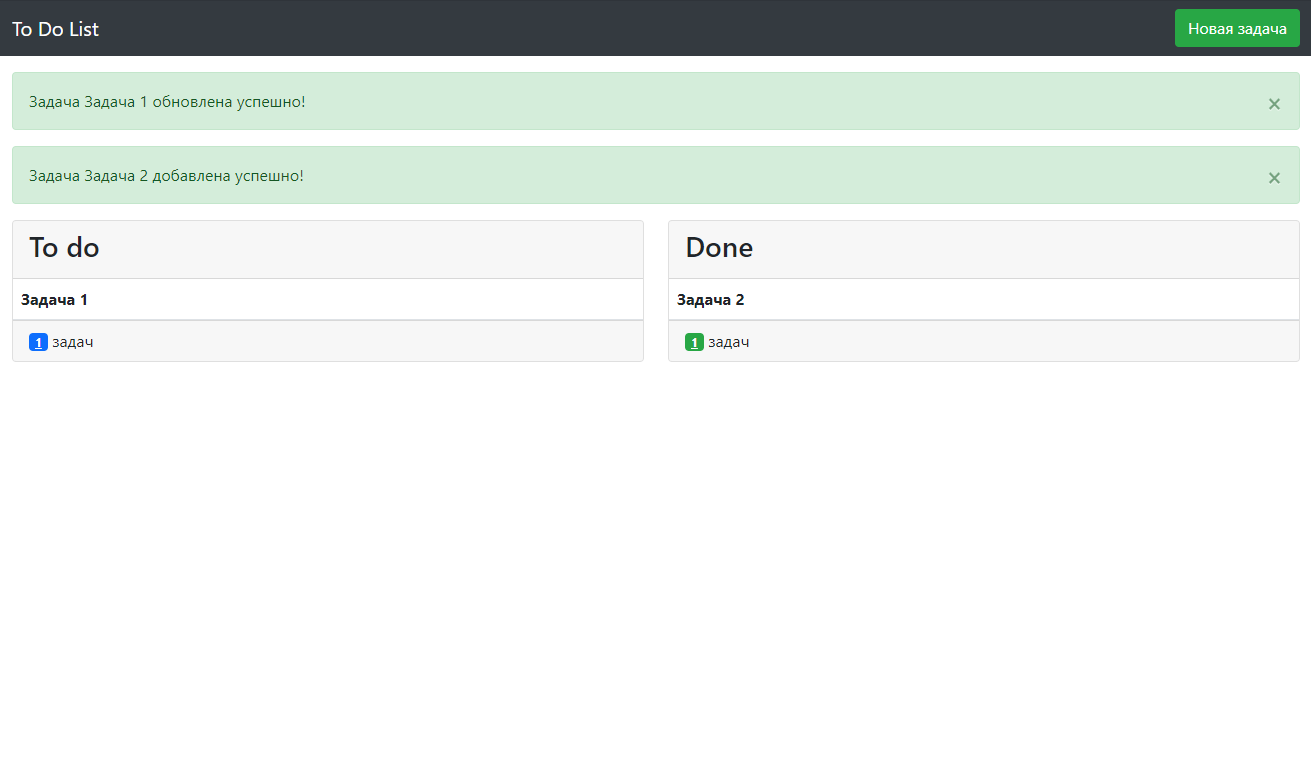 To Do List
Новая задача
Задача Задача 1 обновлена успешно!
×
Задача Задача 2 добавлена успешно!
×
To do
Задача 1
1 задач
Done
Задача 2
1 задач